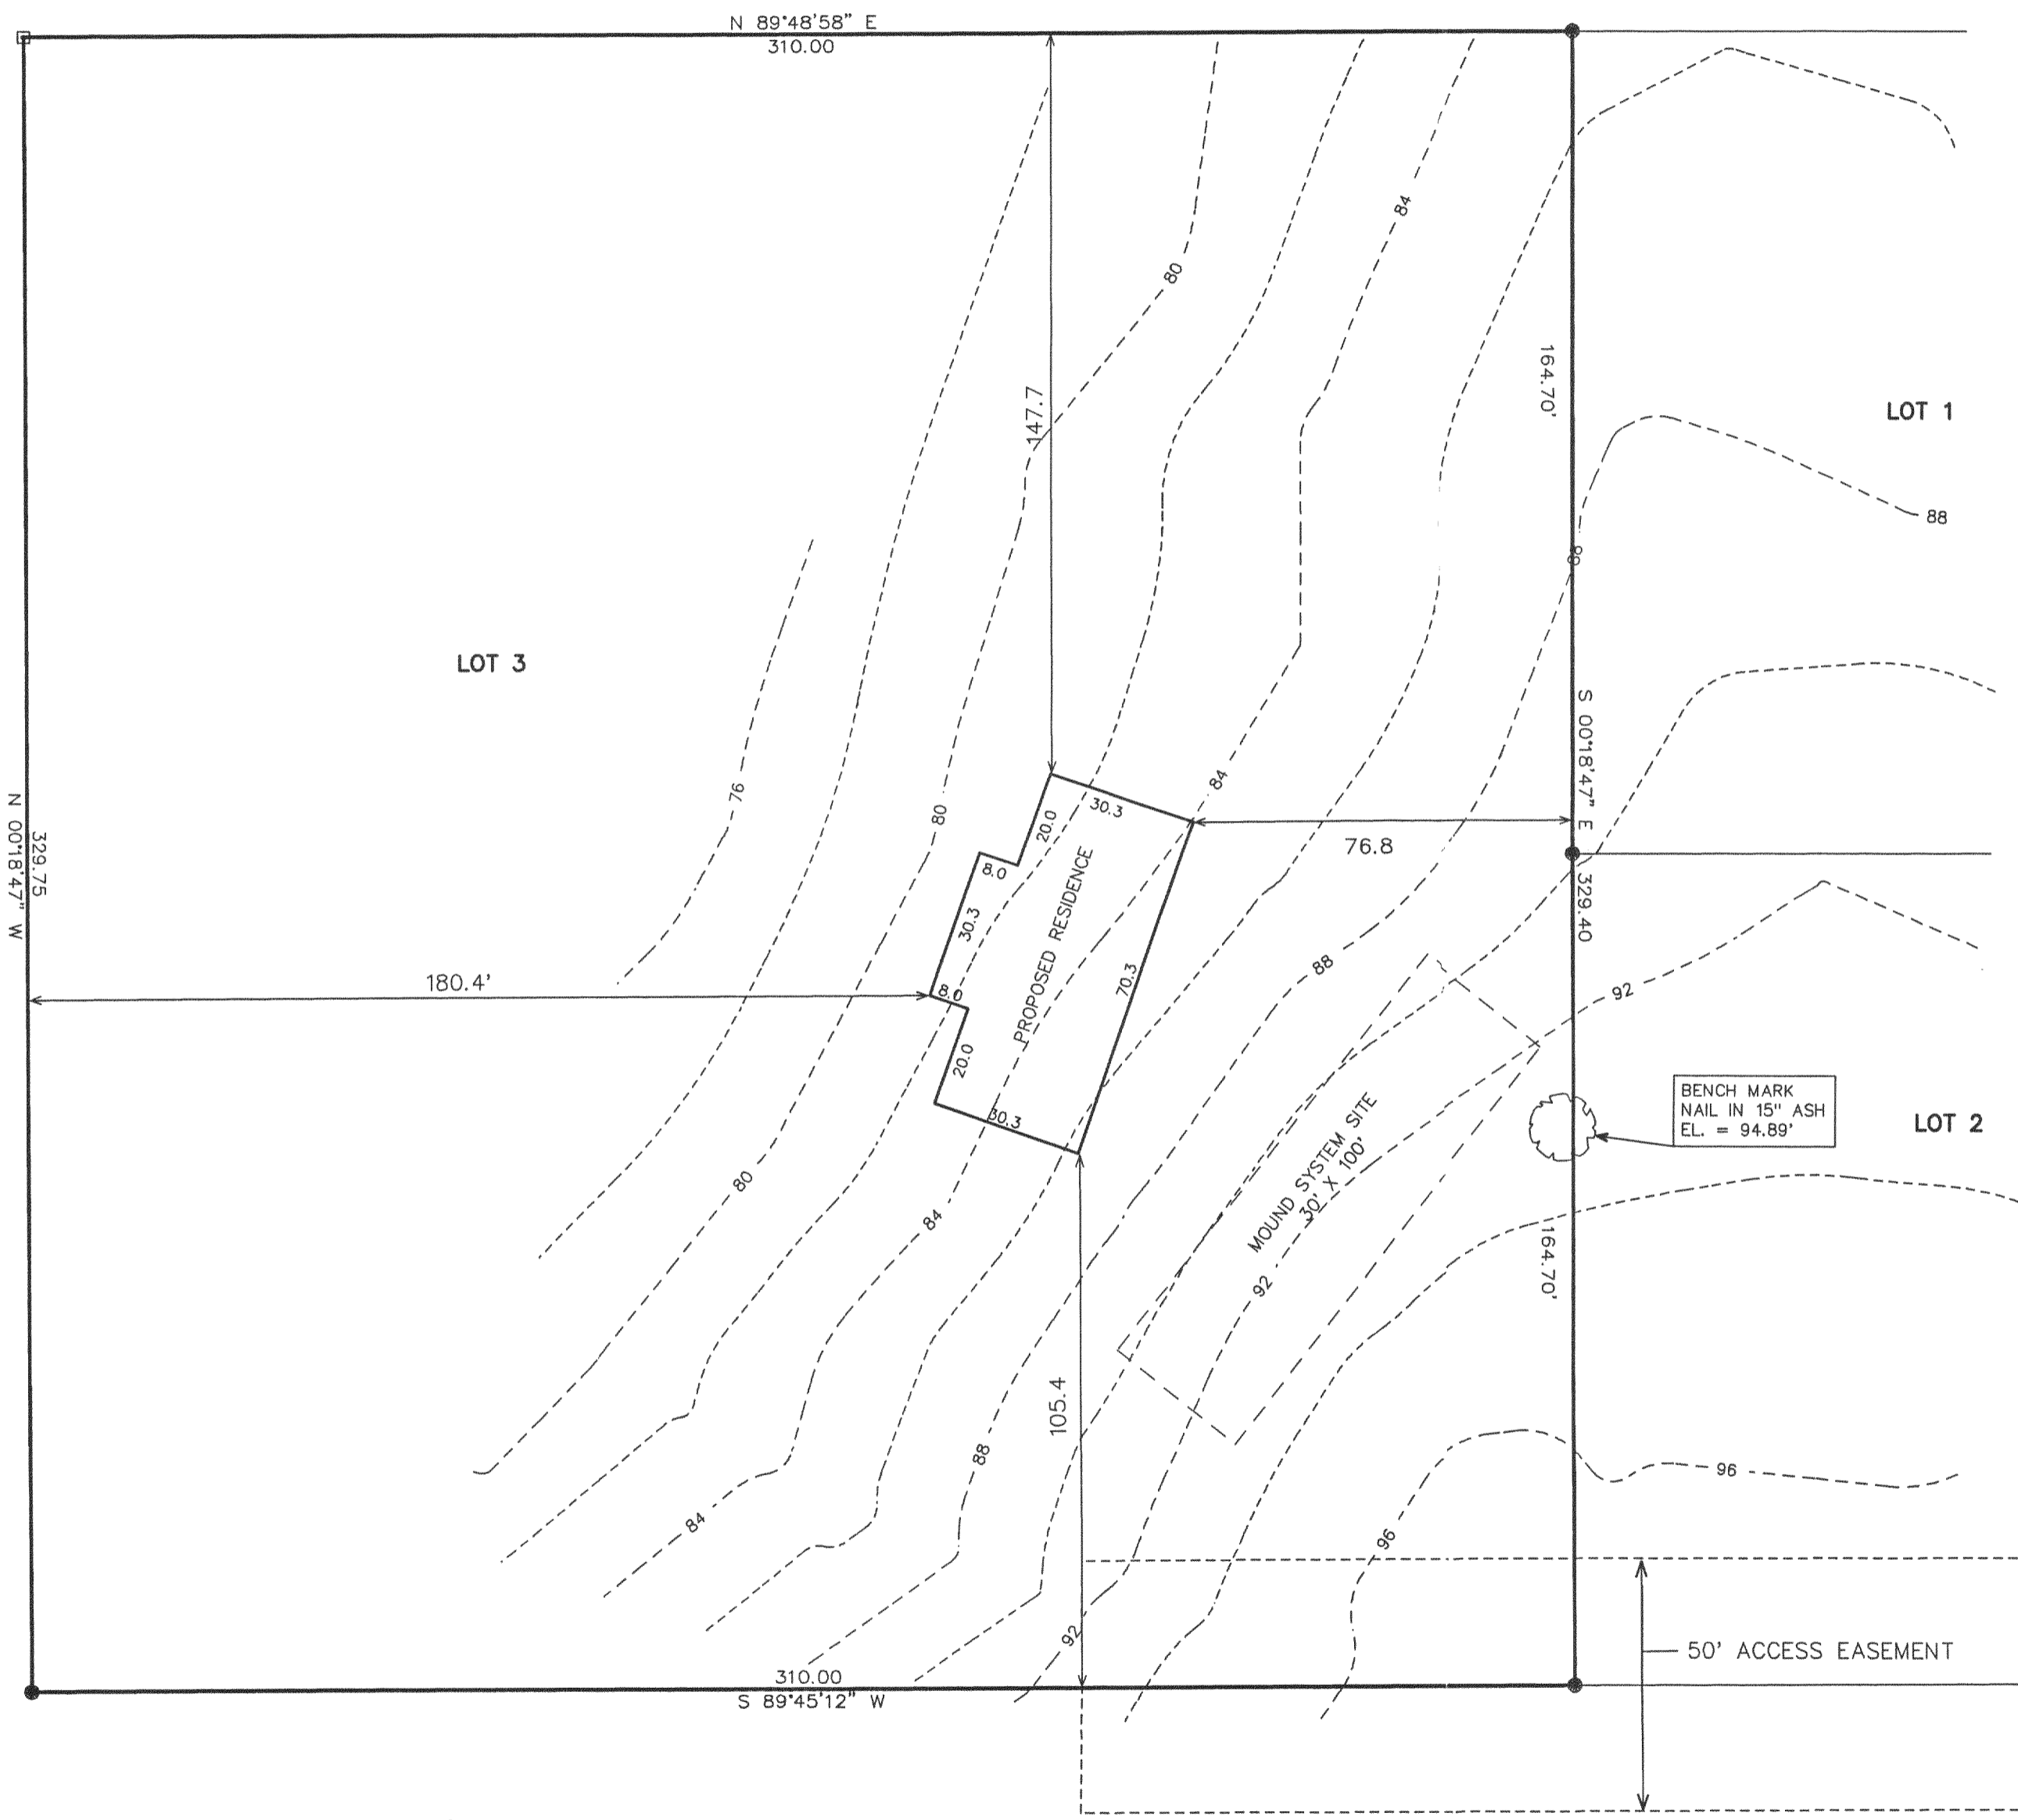 N 89°48'58" E
310.00
84
80
147.7
164.70'
LOT 1
88
88
LOT 3
S 00°18'47" E
329.40
76
80
84
30.3
20.0
8.0
76.8
N 00°18'47" W
329.75
PROPOSED RESIDENCE
30.3
70.3
180.4'
8.0
88
92
20.0
30.3
BENCH MARK
NAIL IN 15" ASH
EL. = 94.89'
LOT 2
MOUND SYSTEM SITE
30' X 100'
80
84
92
164.70'
105.4
88
96
84
96
92
50' ACCESS EASEMENT
310.00
S 89°45'12" W